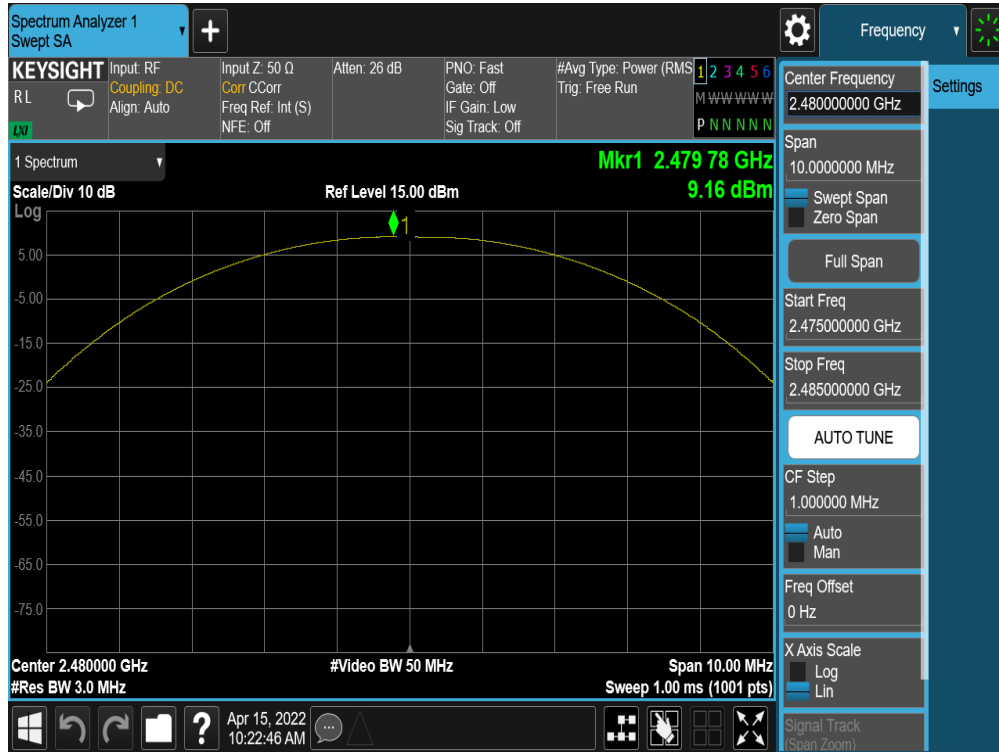 Spectrum Analyzer 1
Swept SA
Frequency
KEYSIGHT
RL
LXI
Input: RF
Coupling: DC
Align: Auto
Input Z: 50 Ω
Corr CCorr
Freq Ref: Int (S)
NFE: Off
Atten: 26 dB
PNO: Fast
Gate: Off
IF Gain: Low
Sig Track: Off
#Avg Type: Power (RMS
Trig: Free Run
1 2 3 4 5 6
M W W W W W
P N N N N N
1 Spectrum
Scale/Div 10 dB
Ref Level 15.00 dBm
Mkr1 2.479 78 GHz
9.16 dBm
Log
1
5.00
-5.00
-15.0
-25.0
-35.0
-45.0
-55.0
-65.0
-75.0
Center 2.480000 GHz
#Video BW 50 MHz
Span 10.00 MHz
#Res BW 3.0 MHz
Sweep 1.00 ms (1001 pts)
Center Frequency
2.480000000 GHz
Span
10.0000000 MHz
Swept Span
Zero Span
Full Span
Start Freq
2.475000000 GHz
Stop Freq
2.485000000 GHz
AUTO TUNE
CF Step
1.000000 MHz
Auto
Man
Freq Offset
0 Hz
X Axis Scale
Log
Lin
Signal Track
(Span Zoom)
Settings
?
Apr 15, 2022
10:22:46 AM